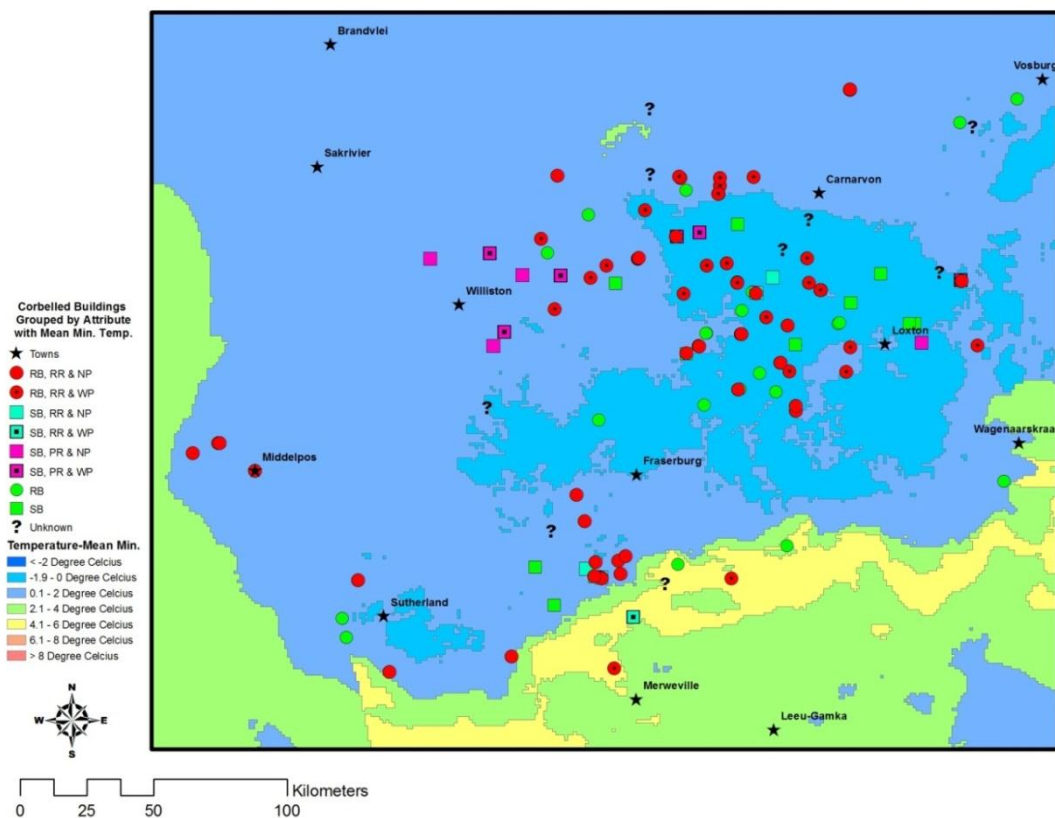 Brandvlei
Vosburg
Sakrivier
Carnarvon
Williston
Loxton
Wagenaarskraa
Middelpos
Fraserburg
Sutherland
Merweville
Leeu-Gamka
?
?
?
?
?
?
?
?
?
Corbelled Buildings
Grouped by Attribute
with Mean Min. Temp.
Towns
RB, RR & NP
RB, RR & WP
SB, RR & NP
SB, RR & WP
SB, PR & NP
SB, PR & WP
RB
SB
? Unknown
Temperature-Mean Min.
< -2 Degree Celcius
-1.9 - 0 Degree Celcius
0.1 - 2 Degree Celcius
2.1 - 4 Degree Celcius
4.1 - 6 Degree Celcius
6.1 - 8 Degree Celcius
> 8 Degree Celcius
N
W E
S
Kilometers
0 25 50 100